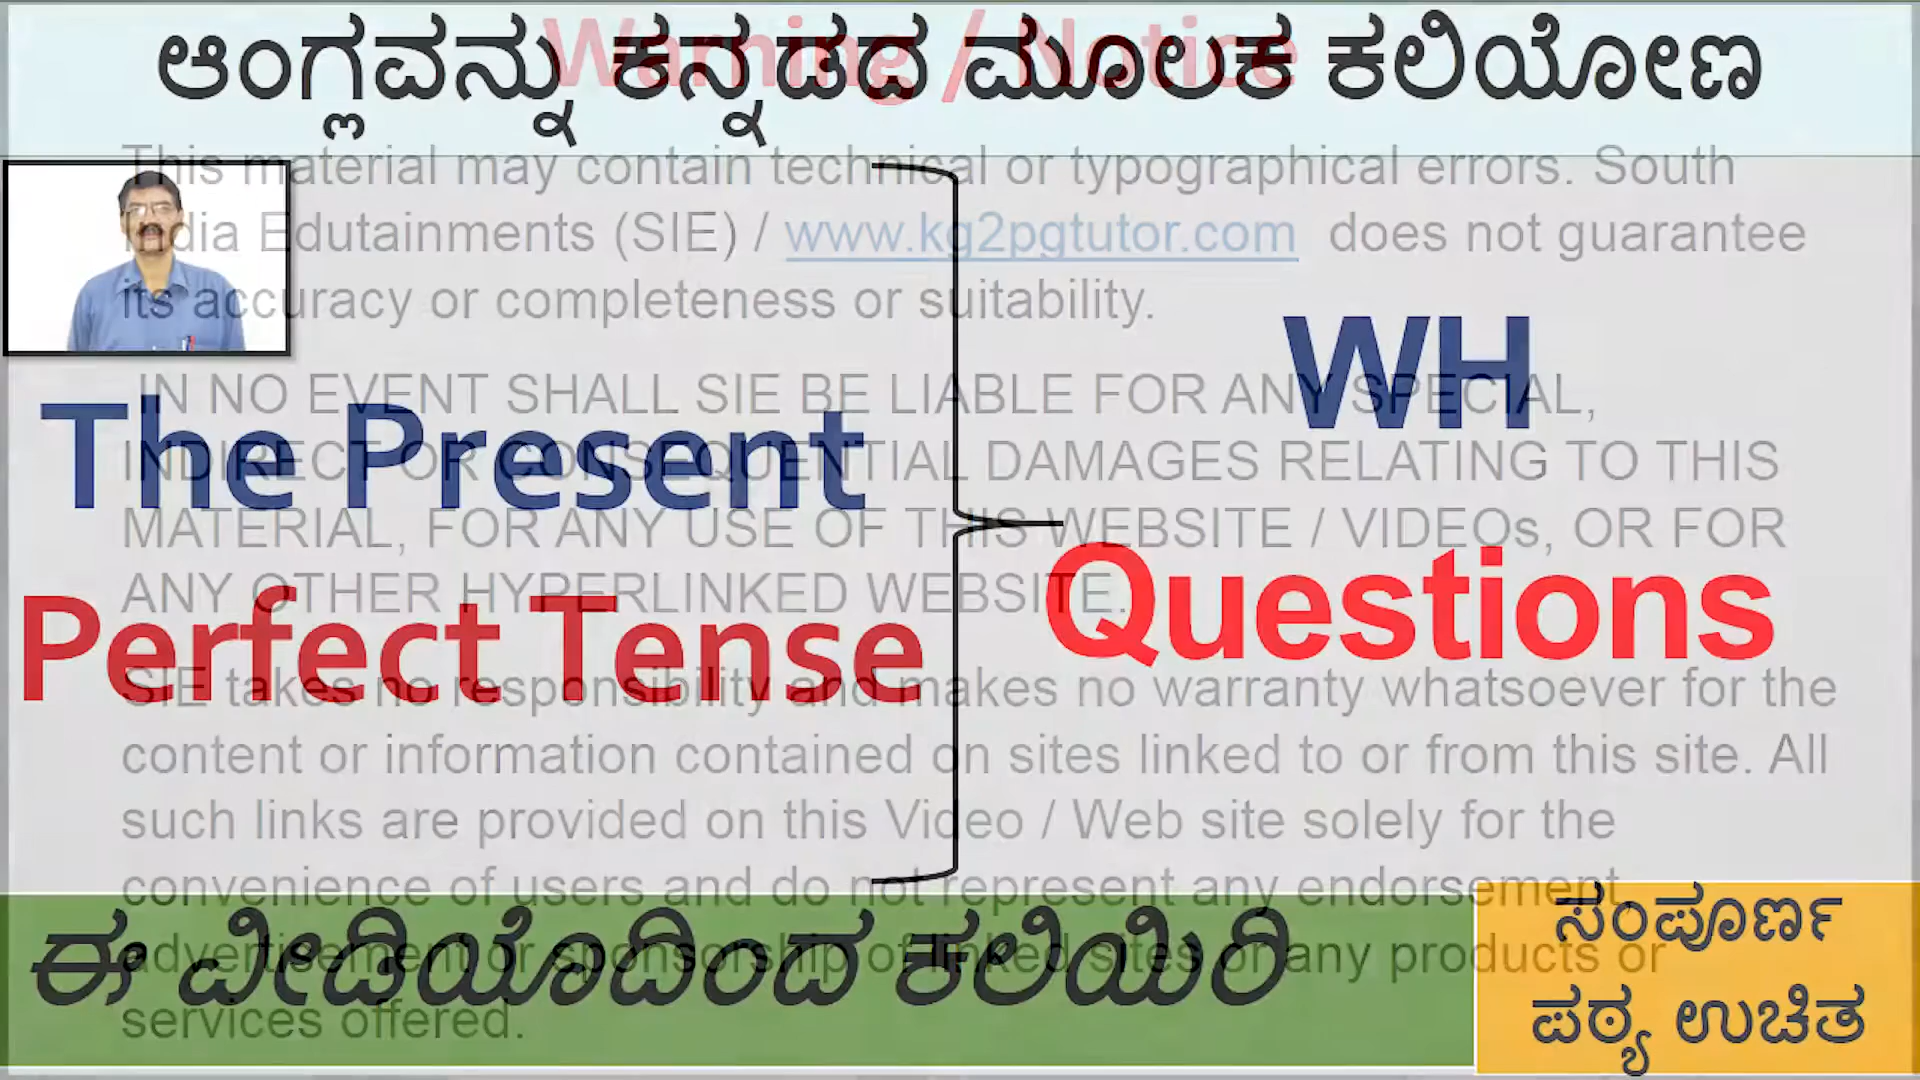 ಆಂಗ್ಲವನ್ನು ಕನ್ನಡದ ಮೂಲಕ ಕಲಿಯೋಣ
Warning / Notice
This material may contain technical or typographical errors. South
India Edutainments (SIE) / www.kg2pgtutor.com does not guarantee
its accuracy or completeness or suitability.
IN NO EVENT SHALL SIE BE LIABLE FOR ANY SPECIAL,
INDIRECT OR CONSEQUENTIAL DAMAGES RELATING TO THIS
MATERIAL, FOR ANY USE OF THIS WEBSITE / VIDEOs, OR FOR
ANY OTHER HYPERLINKED WEBSITE.
SIE takes no responsibility and makes no warranty whatsoever for the
content or information contained on sites linked to or from this site. All
such links are provided on this Video / Web site solely for the
convenience of users and do not represent any endorsement,
advertisement or sponsorship of linked sites or any products or
services offered.
The Present
Perfect Tense
WH
Questions
ಈ ವೀಡಿಯೊದಿಂದ ಕಲಿಯಿರಿ
ಸಂಪೂರ್ಣ
ಪಠ್ಯ ಉಚಿತ